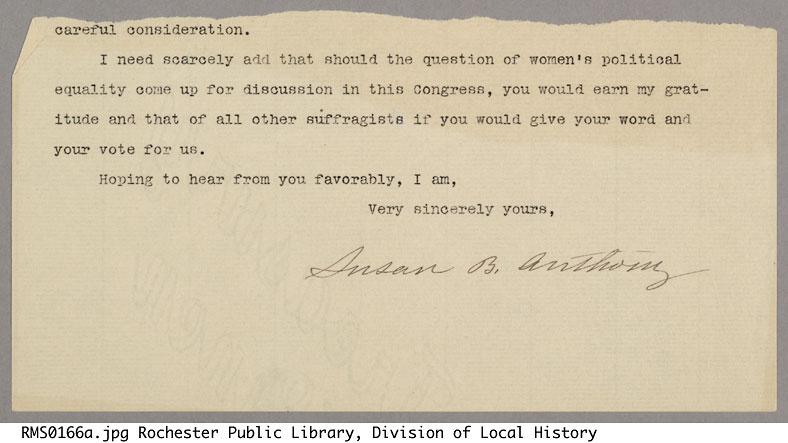 careful consideration.
I need scarcely add that should the question of women's political
equality come up for discussion in this Congress, you would earn my grat-
itude and that of all other suffragists if you would give your word and
your vote for us.
Hoping to hear from you favorably, I am,
Very sincerely yours,
Susan B. Anthony
RMS0166a.jpg Rochester Public Library, Division of Local History